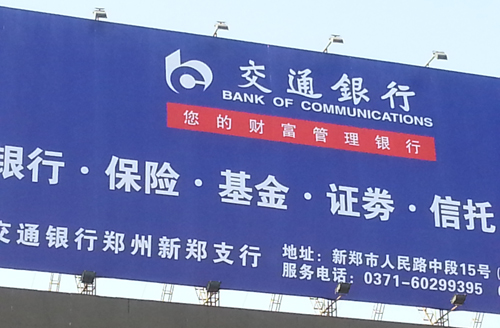 交通銀行
BANK OF COMMUNICATIONS
您的财富管理银行
银行·保险·基金·证券·信托
交通银行郑州新郑支行
地址：新郑市人民路中段15号
服务电话：0371-60299395